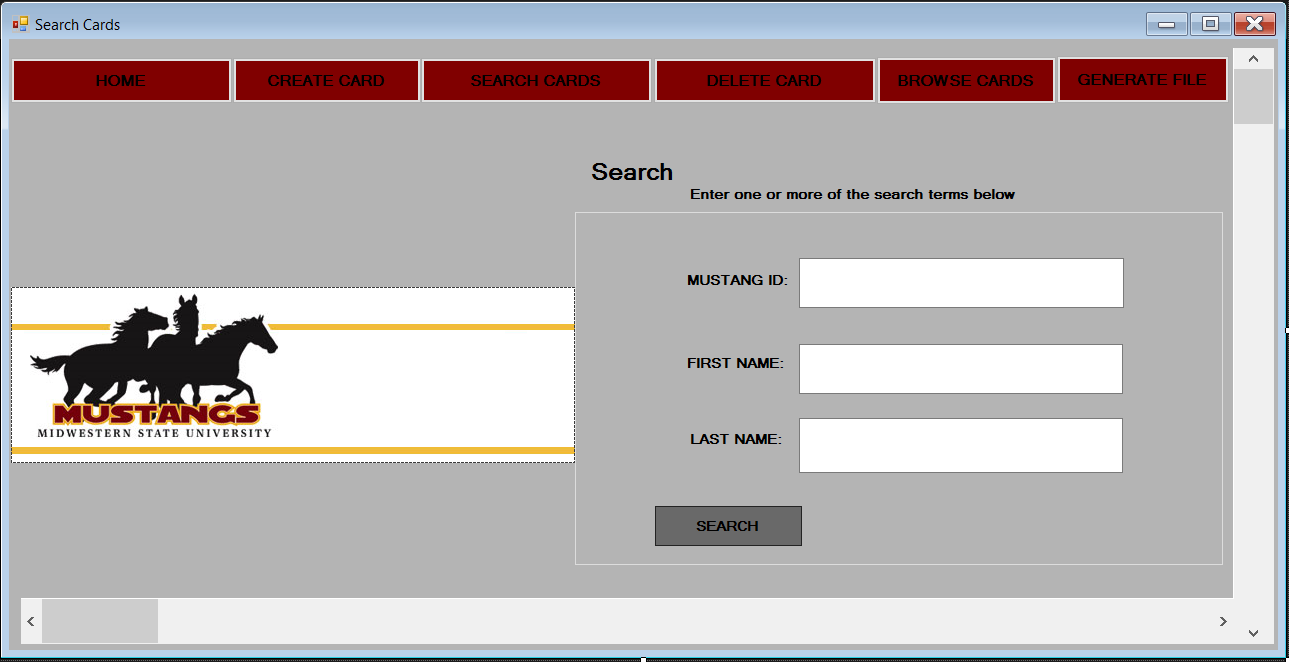 Search Cards
HOME CREATE CARD SEARCH CARDS DELETE CARD BROWSE CARDS GENERATE FILE
Search
Enter one or more of the search terms below
MUSTANG ID:
FIRST NAME:
MUSTANGS
MIDWESTERN STATE UNIVERSITY
LAST NAME:
SEARCH